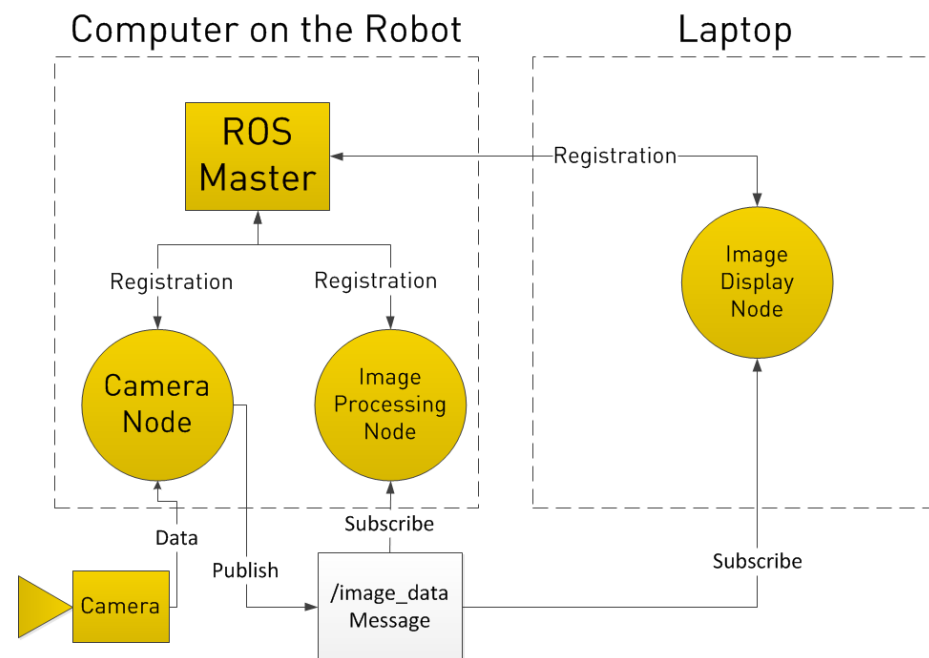 Computer on the Robot
Laptop
ROS
Master
Registration
Image
Display
Node
Registration
Registration
Camera
Node
Image
Processing
Node
Data
Subscribe
Publish
Subscribe
Camera
/image_data
Message